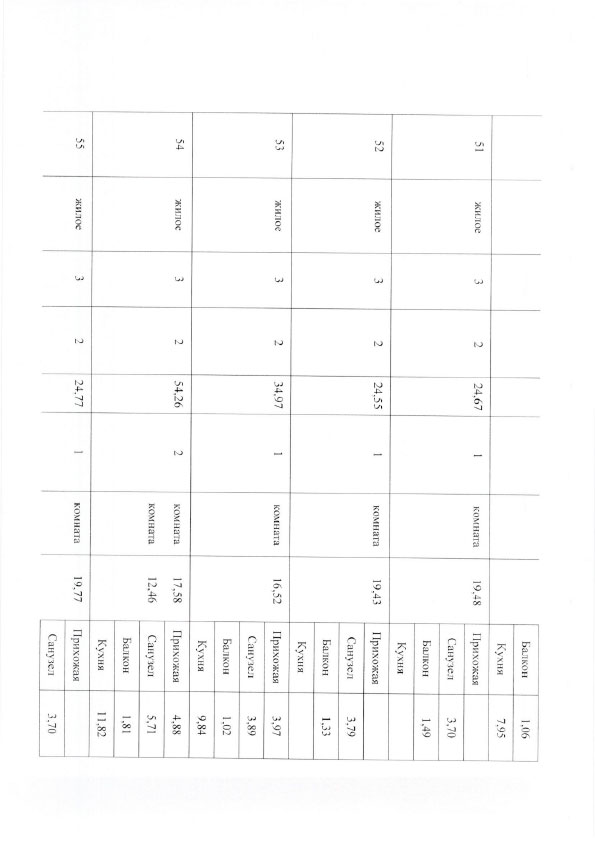 Балкон 1,06
Кухня 7,95
51 жилое 3 2 24,67 1 комната 19,48 Прихожая
Санузел 3,70
Балкон 1,49
Кухня
52 жилое 3 2 24,55 1 комната 19,43 Прихожая
Санузел 3,79
Балкон 1,33
Кухня
53 жилое 3 2 34,97 1 комната 16,52 Прихожая 3,97
Санузел 3,89
Балкон 1,02
Кухня 9,84
54 жилое 3 2 54,26 2 комната 17,58 Прихожая 4,88
комната 12,46 Санузел 5,71
Балкон 1,81
Кухня 11,82
55 жилое 3 2 24,77 1 комната 19,77 Прихожая
Санузел 3,70